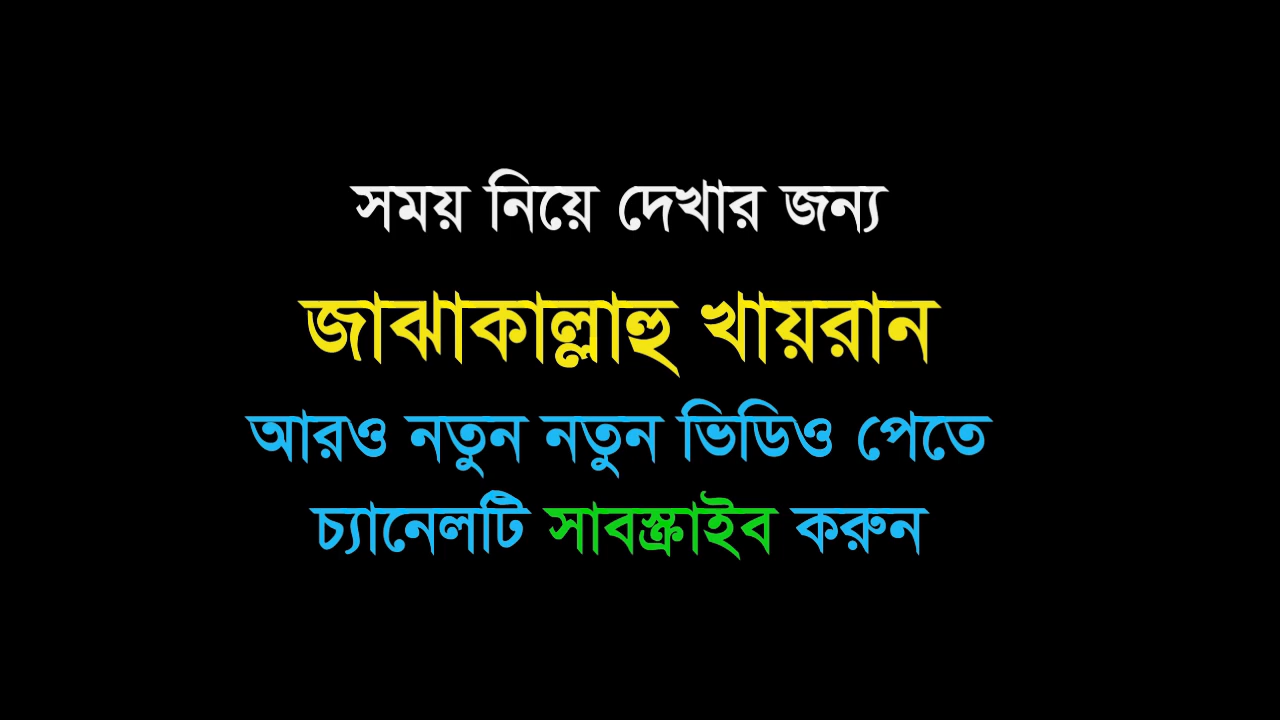 সময় নিয়ে দেখার জন্য
জাঝাকাল্লাহু খায়রান
আরও নতুন নতুন ভিডিও পেতে
চ্যানেলটি সাবস্ক্রাইব করুন